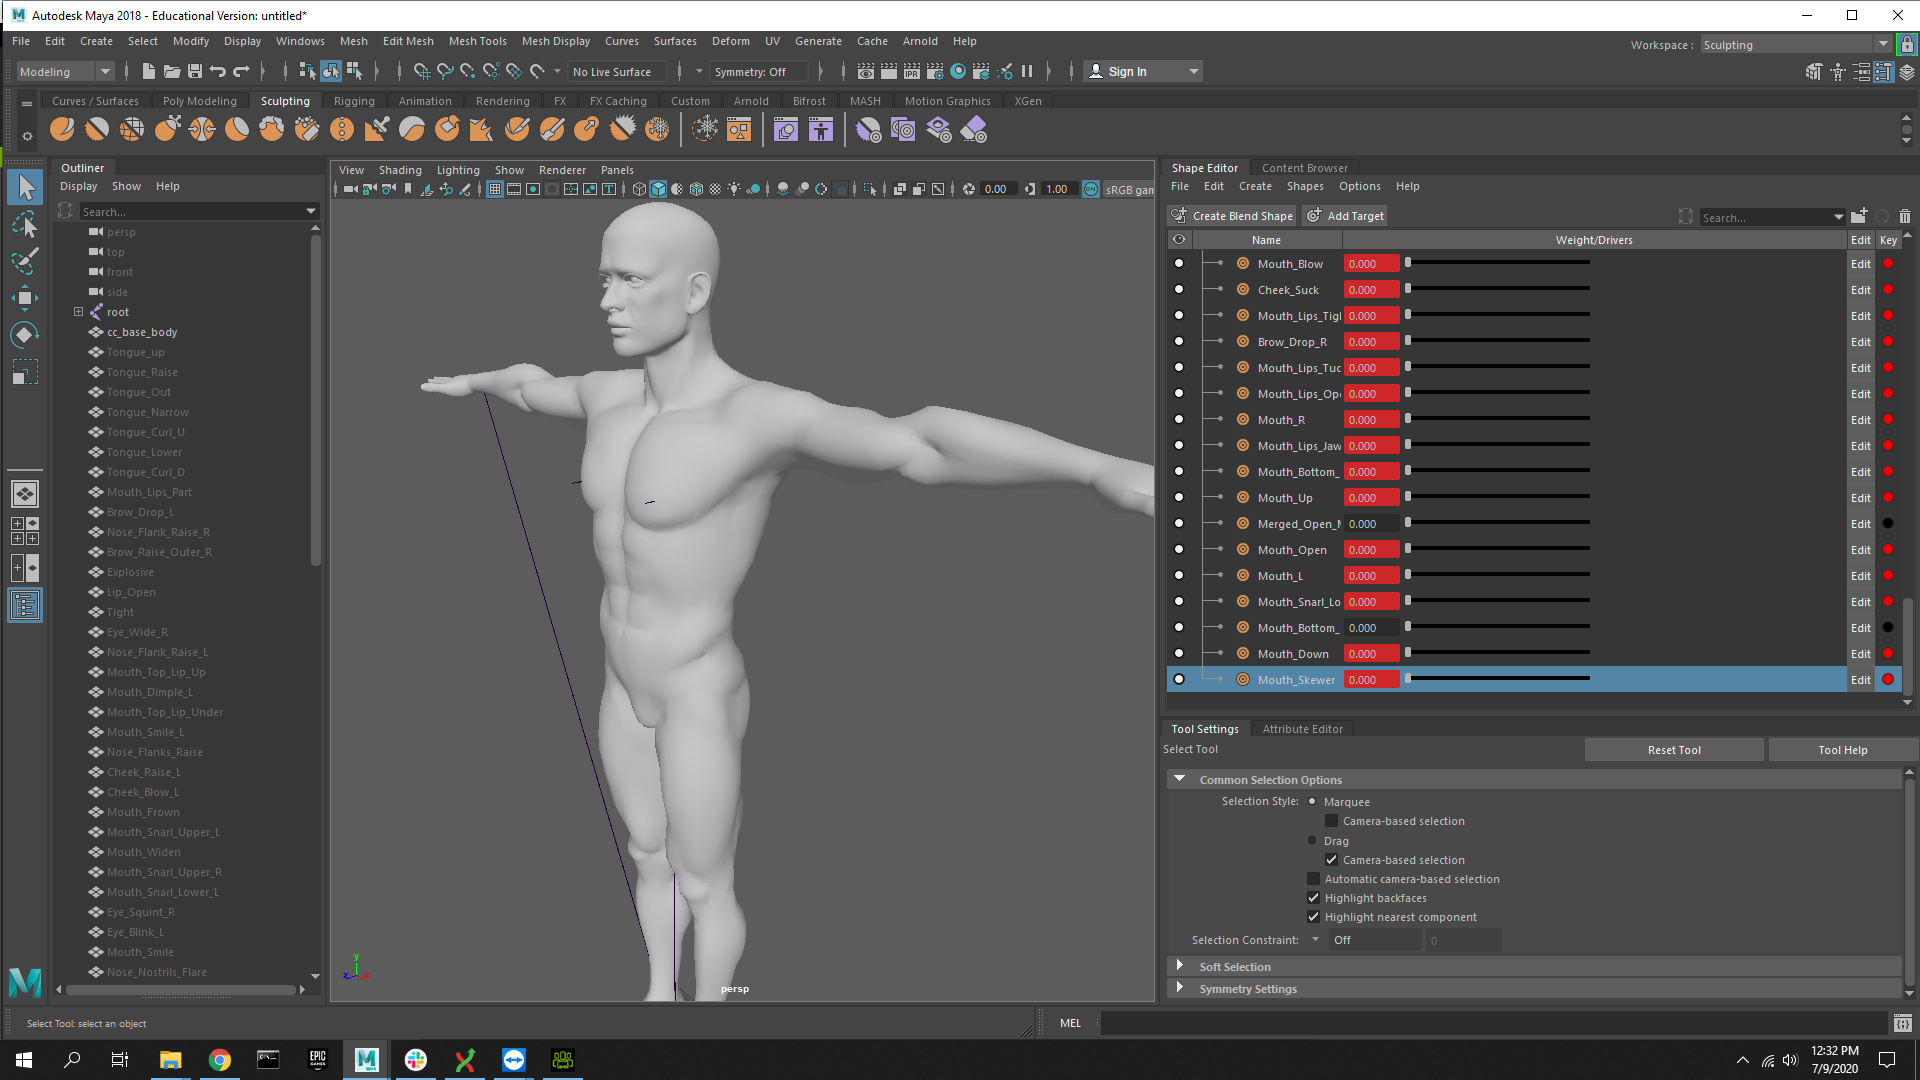 Autodesk Maya 2018 - Educational Version: untitled*
File Edit Create Select Modify Display Windows Mesh Edit Mesh Mesh Tools Mesh Display Curves Surfaces Deform UV Generate Cache Arnold Help
Workspace : Sculpting
Modeling
No Live Surface
Symmetry: Off
IPR
Sign In
Curves / Surfaces Poly Modeling Sculpting Rigging Animation Rendering FX FX Caching Custom Arnold Bifrost MASH Motion Graphics XGen
Outliner
Display Show Help
Search...
persp
top
front
side
root
cc_base_body
Tongue_up
Tongue_Raise
Tongue_Out
Tongue_Narrow
Tongue_Curl_U
Tongue_Lower
Tongue_Curl_D
Mouth_Lips_Part
Brow_Drop_L
Nose_Flank_Raise_R
Brow_Raise_Outer_R
Explosive
Lip_Open
Tight
Eye_Wide_R
Nose_Flank_Raise_L
Mouth_Top_Lip_Up
Mouth_Dimple_L
Mouth_Top_Lip_Under
Mouth_Smile_L
Nose_Flanks_Raise
Cheek_Raise_L
Cheek_Blow_L
Mouth_Frown
Mouth_Snarl_Upper_L
Mouth_Widen
Mouth_Snarl_Upper_R
Mouth_Snarl_Lower_L
Eye_Squint_R
Eye_Blink_L
Mouth_Smile
Nose_Nostrils_Flare
View Shading Lighting Show Renderer Panels
0.00 1.00 ON sRGB gam
y
z x
persp
Shape Editor Content Browser
File Edit Create Shapes Options Help
Create Blend Shape Add Target
Search...
Name Weight/Drivers Edit Key
Mouth_Blow 0.000 Edit
Cheek_Suck 0.000 Edit
Mouth_Lips_Tigl 0.000 Edit
Brow_Drop_R 0.000 Edit
Mouth_Lips_Tuc 0.000 Edit
Mouth_Lips_Ope 0.000 Edit
Mouth_R 0.000 Edit
Mouth_Lips_Jaw 0.000 Edit
Mouth_Bottom_ 0.000 Edit
Mouth_Up 0.000 Edit
Merged_Open_M 0.000 Edit
Mouth_Open 0.000 Edit
Mouth_L 0.000 Edit
Mouth_Snarl_Lo 0.000 Edit
Mouth_Bottom_ 0.000 Edit
Mouth_Down 0.000 Edit
Mouth_Skewer 0.000 Edit
Tool Settings Attribute Editor
Select Tool
Reset Tool Tool Help
Common Selection Options
Selection Style: Marquee
Camera-based selection
Drag
Camera-based selection
Automatic camera-based selection
Highlight backfaces
Highlight nearest component
Selection Constraint: Off 0
Soft Selection
Symmetry Settings
Select Tool: select an object
MEL
EPIC GAMES
M MAYA
12:32 PM
7/9/2020